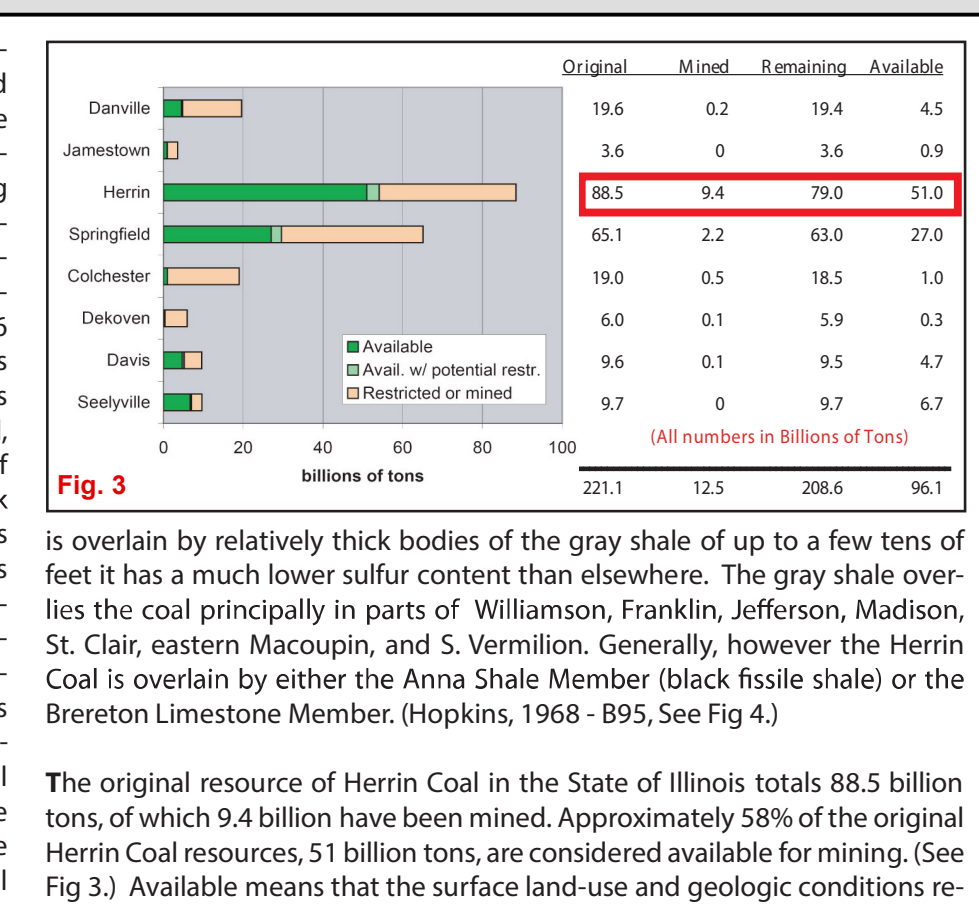 Original Mined Remaining Available
Danville 19.6 0.2 19.4 4.5
Jamestown 3.6 0 3.6 0.9
Herrin 88.5 9.4 79.0 51.0
Springfield 65.1 2.2 63.0 27.0
Colchester 19.0 0.5 18.5 1.0
Dekoven 6.0 0.1 5.9 0.3
Davis 9.6 0.1 9.5 4.7
Seelyville 9.7 0 9.7 6.7
Available
Avail. w/ potential restr.
Restricted or mined
0 20 40 60 80 100
billions of tons
(All numbers in Billions of Tons)
Fig. 3
221.1 12.5 208.6 96.1
is overlain by relatively thick bodies of the gray shale of up to a few tens of
feet it has a much lower sulfur content than elsewhere. The gray shale over-
lies the coal principally in parts of Williamson, Franklin, Jefferson, Madison,
St. Clair, eastern Macoupin, and S. Vermilion. Generally, however the Herrin
Coal is overlain by either the Anna Shale Member (black fissile shale) or the
Brereton Limestone Member. (Hopkins, 1968 - B95, See Fig 4.)
The original resource of Herrin Coal in the State of Illinois totals 88.5 billion
tons, of which 9.4 billion have been mined. Approximately 58% of the original
Herrin Coal resources, 51 billion tons, are considered available for mining. (See
Fig 3.) Available means that the surface land-use and geologic conditions re-